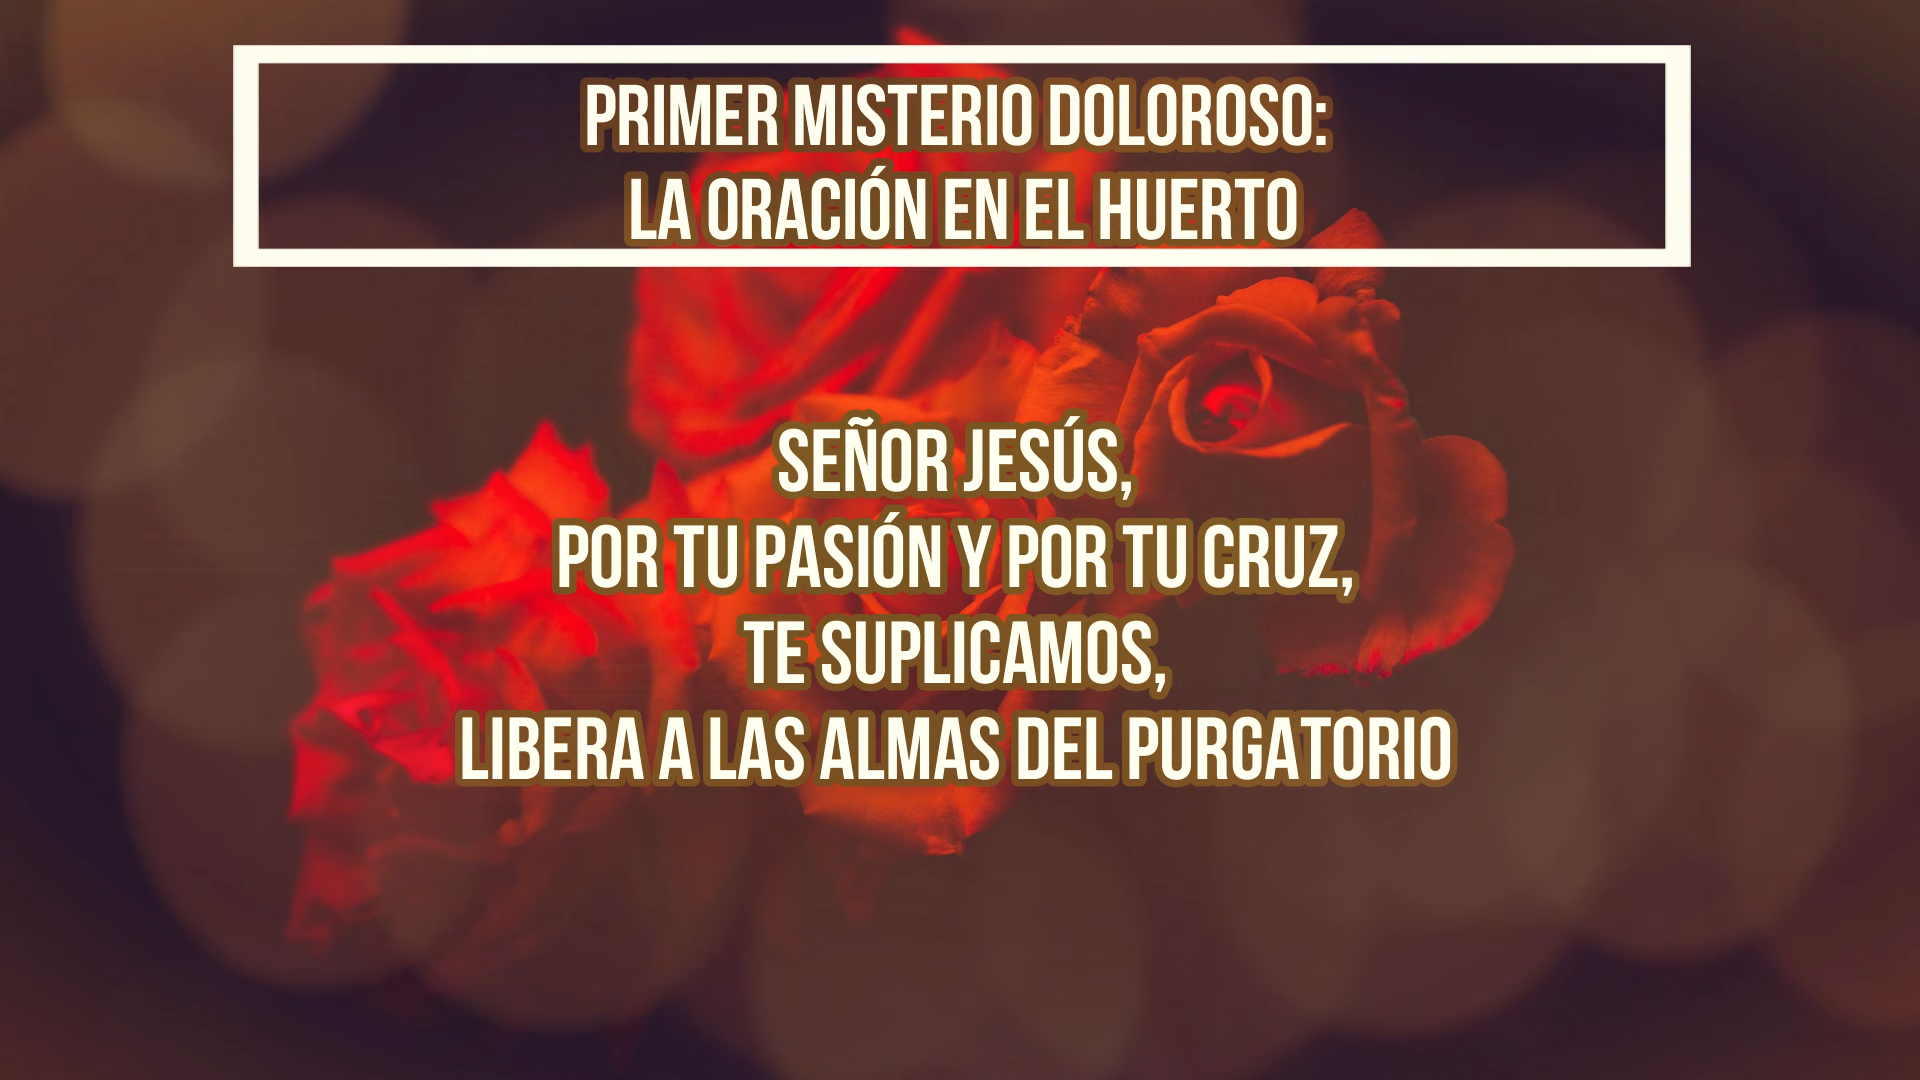 PRIMER MISTERIO DOLOROSO:
LA ORACIÓN EN EL HUERTO
SEÑOR JESÚS,
POR TU PASIÓN Y POR TU CRUZ,
TE SUPLICAMOS,
LIBERA A LAS ALMAS DEL PURGATORIO